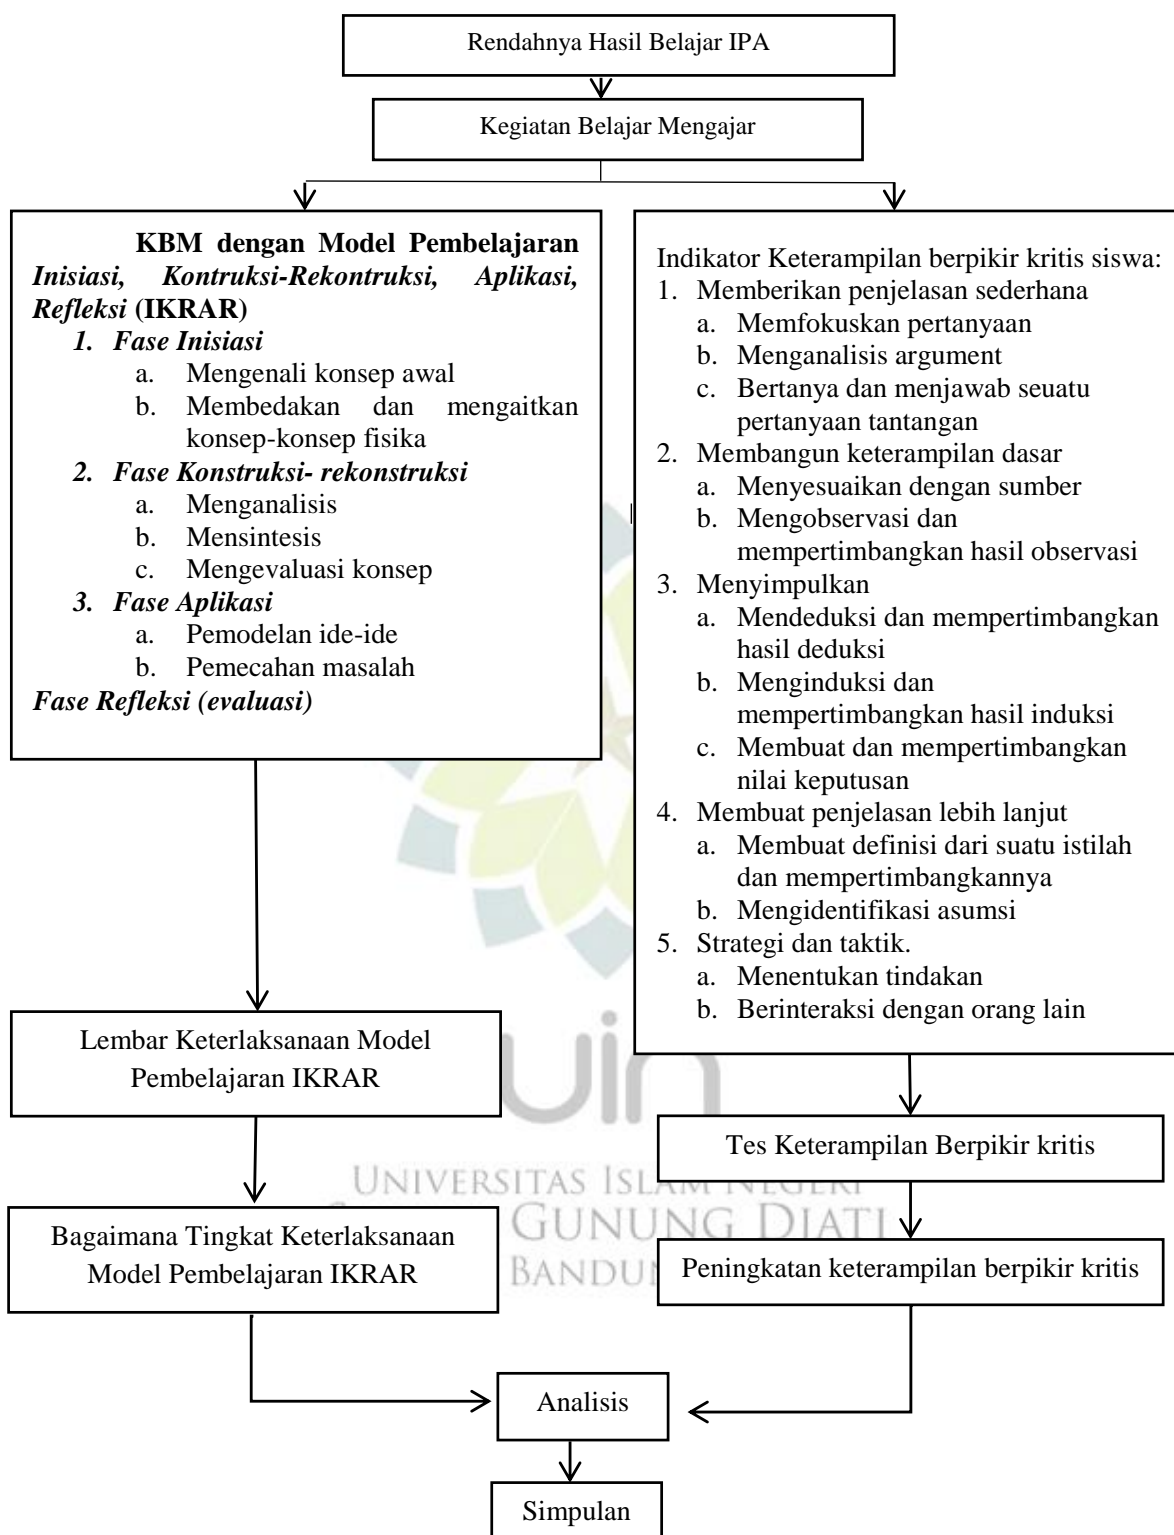 Rendahnya Hasil Belajar IPA
Kegiatan Belajar Mengajar
KBM dengan Model Pembelajaran
Inisiasi, Kontruksi-Rekontruksi, Aplikasi,
Refleksi (IKRAR)
1. Fase Inisiasi
a. Mengenali konsep awal
b. Membedakan dan mengaitkan
konsep-konsep fisika
2. Fase Konstruksi- rekonstruksi
a. Menganalisis
b. Mensintesis
c. Mengevaluasi konsep
3. Fase Aplikasi
a. Pemodelan ide-ide
b. Pemecahan masalah
Fase Refleksi (evaluasi)
Indikator Keterampilan berpikir kritis siswa:
1. Memberikan penjelasan sederhana
a. Memfokuskan pertanyaan
b. Menganalisis argument
c. Bertanya dan menjawab seuatu
pertanyaan tantangan
2. Membangun keterampilan dasar
a. Menyesuaikan dengan sumber
b. Mengobservasi dan
mempertimbangkan hasil observasi
3. Menyimpulkan
a. Mendeduksi dan mempertimbangkan
hasil deduksi
b. Menginduksi dan
mempertimbangkan hasil induksi
c. Membuat dan mempertimbangkan
nilai keputusan
4. Membuat penjelasan lebih lanjut
a. Membuat definisi dari suatu istilah
dan mempertimbangkannya
b. Mengidentifikasi asumsi
5. Strategi dan taktik.
a. Menentukan tindakan
b. Berinteraksi dengan orang lain
Lembar Keterlaksanaan Model
Pembelajaran IKRAR
Tes Keterampilan Berpikir kritis
Bagaimana Tingkat Keterlaksanaan
Model Pembelajaran IKRAR
Peningkatan keterampilan berpikir kritis
Analisis
Simpulan
uin
UNIVERSITAS ISLAM NEGERI
GUNUNG DJATI